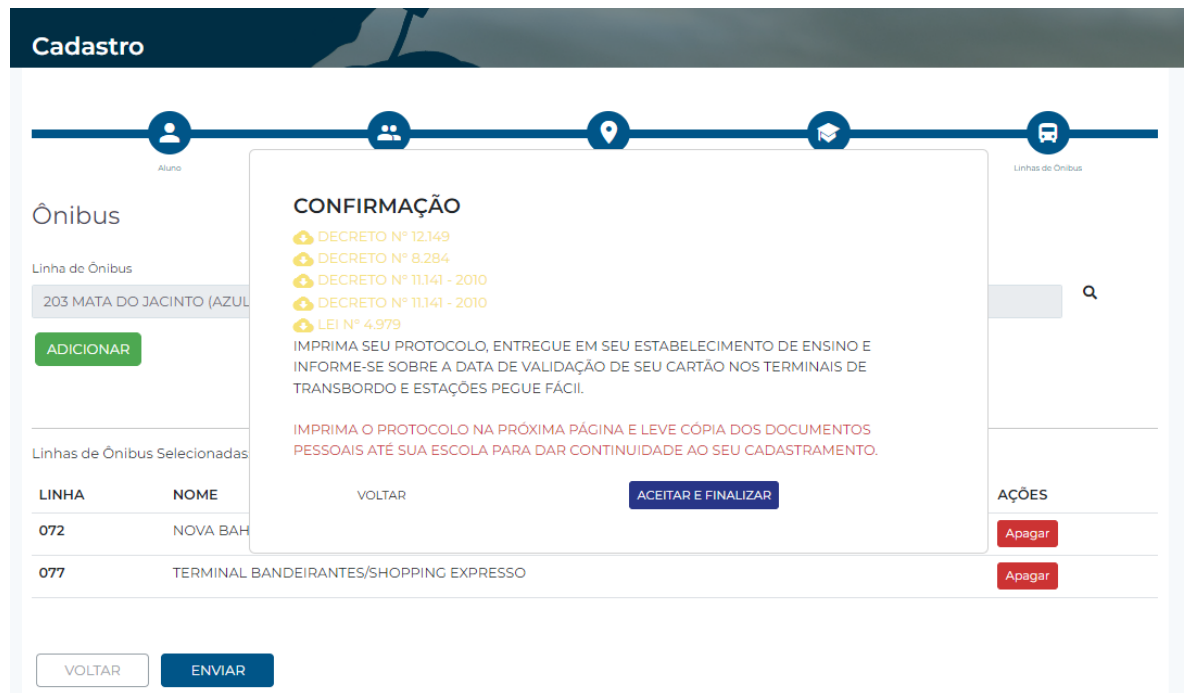 Cadastro
Aluno
Linhas de Ônibus
Ônibus
Linha de Ônibus
203 MATA DO JACINTO (AZUL
ADICIONAR
CONFIRMAÇÃO
DECRETO Nº 12.149
DECRETO Nº 8.284
DECRETO Nº 11.141 - 2010
DECRETO Nº 11.141 - 2010
LEI Nº 4.979
IMPRIMA SEU PROTOCOLO, ENTREGUE EM SEU ESTABELECIMENTO DE ENSINO E
INFORME-SE SOBRE A DATA DE VALIDAÇÃO DE SEU CARTÃO NOS TERMINAIS DE
TRANSBORDO E ESTAÇÕES PEGUE FÁCIl.
IMPRIMA O PROTOCOLO NA PRÓXIMA PÁGINA E LEVE CÓPIA DOS DOCUMENTOS
PESSOAIS ATÉ SUA ESCOLA PARA DAR CONTINUIDADE AO SEU CADASTRAMENTO.
VOLTAR ACEITAR E FINALIZAR
Linhas de Ônibus Selecionadas
LINHA NOME AÇÕES
072 NOVA BAH Apagar
077 TERMINAL BANDEIRANTES/SHOPPING EXPRESSO Apagar
VOLTAR ENVIAR